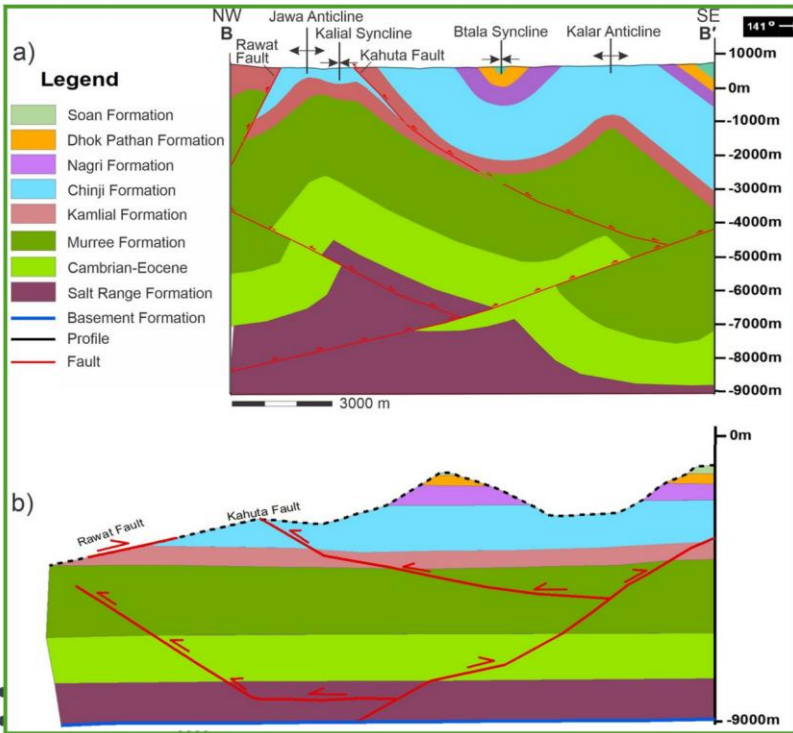 NW
Jawa Anticline
SE
B
Kalial Syncline
Btala Syncline
Kalar Anticline
B'
141°
a)
Rawat
Fault
Kahuta Fault
1000m
Legend
0m
Soan Formation
-1000m
Dhok Pathan Formation
-2000m
Nagri Formation
Chinji Formation
-3000m
Kamlial Formation
-4000m
Murree Formation
-5000m
Cambrian-Eocene
-6000m
Salt Range Formation
-7000m
Basement Formation
Profile
-8000m
Fault
-9000m
3000 m
0m
b)
Rawat Fault
Kahuta Fault
-9000m